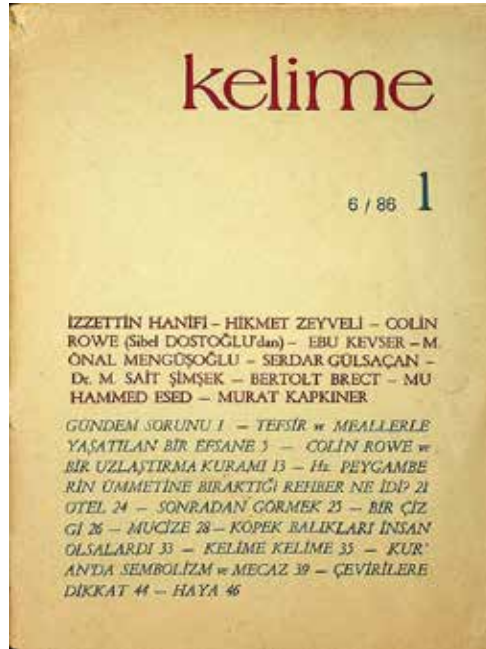 kelime
6 / 86 1
İZZETTİN HANİFİ – HİKMET ZEYVELİ – COLİN
ROWE (Sibel DOSTOĞLU'dan) – EBU KEVSER – M
ÖNAL MENGÜŞOĞLU – SERDAR GÜLSAÇAN –
Dr. M. SAİT ŞİMŞEK – BERTOLT BRECT – MU
HAMMED ESED – MURAT KAPKINER
GÜNDEM SORUNU 1 – TEFSİR ve MEALLERLE
YAŞATILAN BİR EFSANE 5 – COLİN ROWE ve
BİR UZLAŞTIRMA KURAMI 13 – Hz. PEYGAMBE
RİN ÜMMETİNE BIRAKTIĞI REHBER NE İDİ? 21
OTEL 24 – SONRADAN GÖRMEK 25 – BİR ÇİZ
Gİ 26 – MUCİZE 28 – KÖPEK BALIKLARI İNSAN
OLSALARDI 33 – KELİME KELİME 35 – KUR'
AN'DA SEMBOLİZM ve MECAZ 39 – ÇEVİRİLERE
DİKKAT 44 – HAYA 46